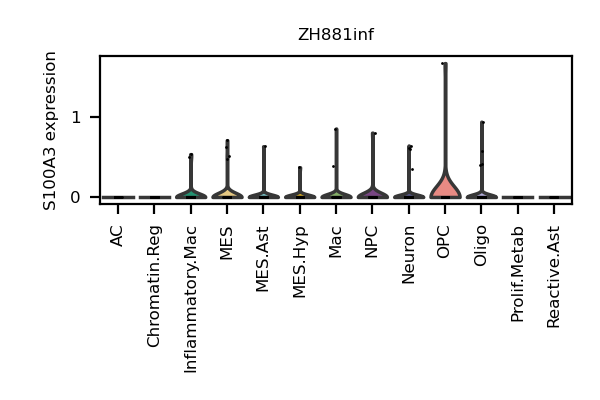 ZH881inf
S100A3 expression
1
0
AC
Chromatin.Reg
Inflammatory.Mac
MES
MES.Ast
MES.Hyp
Mac
NPC
Neuron
OPC
Oligo
Prolif.Metab
Reactive.Ast